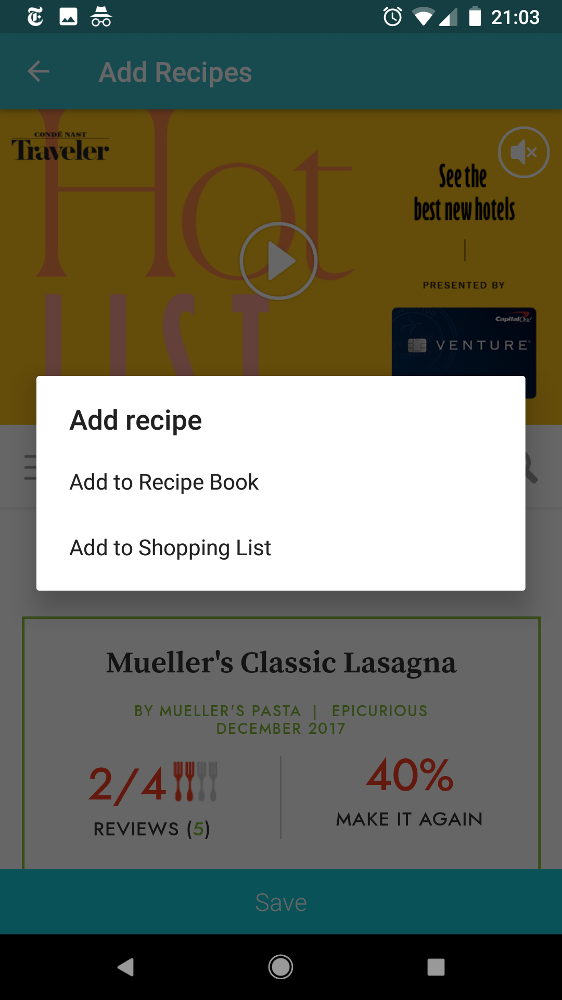 21:03
Add Recipes
CONDÉ NAST
Traveler
Hot
LIST
See the
best new hotels
PRESENTED BY
CapitalOne
VENTURE
Add recipe
Add to Recipe Book
Add to Shopping List
Mueller's Classic Lasagna
BY MUELLER'S PASTA | EPICURIOUS
DECEMBER 2017
2/4
40%
REVIEWS (5)
MAKE IT AGAIN
Save